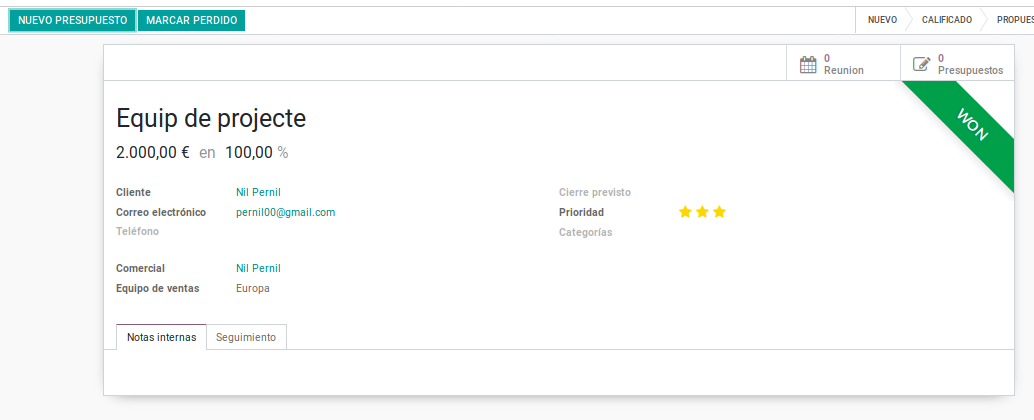 NUEVO PRESUPUESTO MARCAR PERDIDO NUEVO CALIFICADO PROPUES
0 Reunion
0 Presupuestos
WON
Equip de projecte
2.000,00 € en 100,00 %
Cliente Nil Pernil
Correo electrónico pernil00@gmail.com
Teléfono
Cierre previsto
Prioridad
Categorías
Comercial Nil Pernil
Equipo de ventas Europa
Notas internas Seguimiento